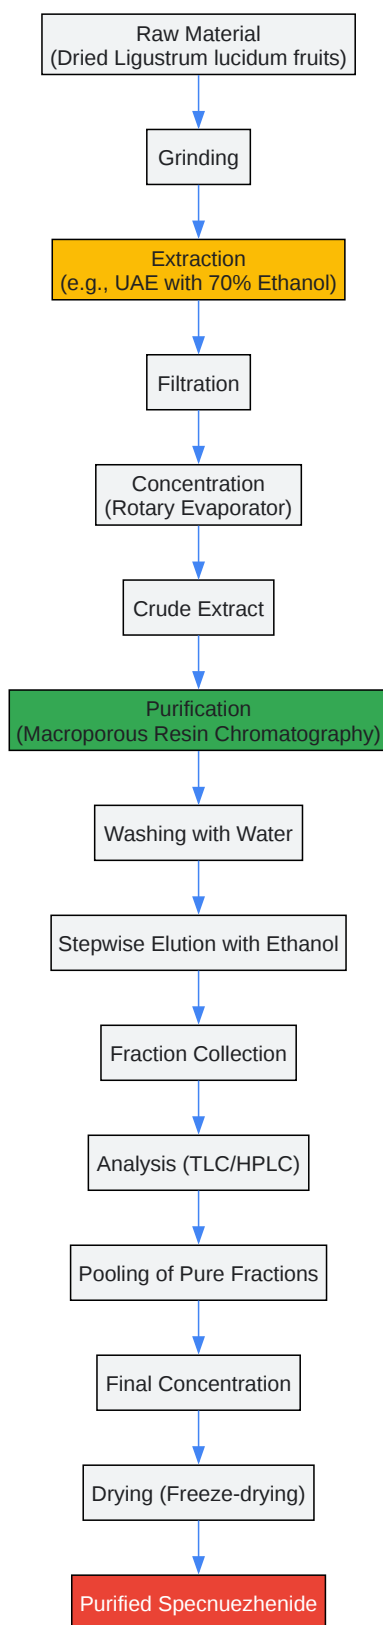 Raw Material
(Dried Ligustrum lucidum fruits)
Grinding
Extraction
(e.g., UAE with 70% Ethanol)
Filtration
Concentration
(Rotary Evaporator)
Crude Extract
Purification
(Macroporous Resin Chromatography)
Washing with Water
Stepwise Elution with Ethanol
Fraction Collection
Analysis (TLC/HPLC)
Pooling of Pure Fractions
Final Concentration
Drying (Freeze-drying)
Purified Specnuezhenide